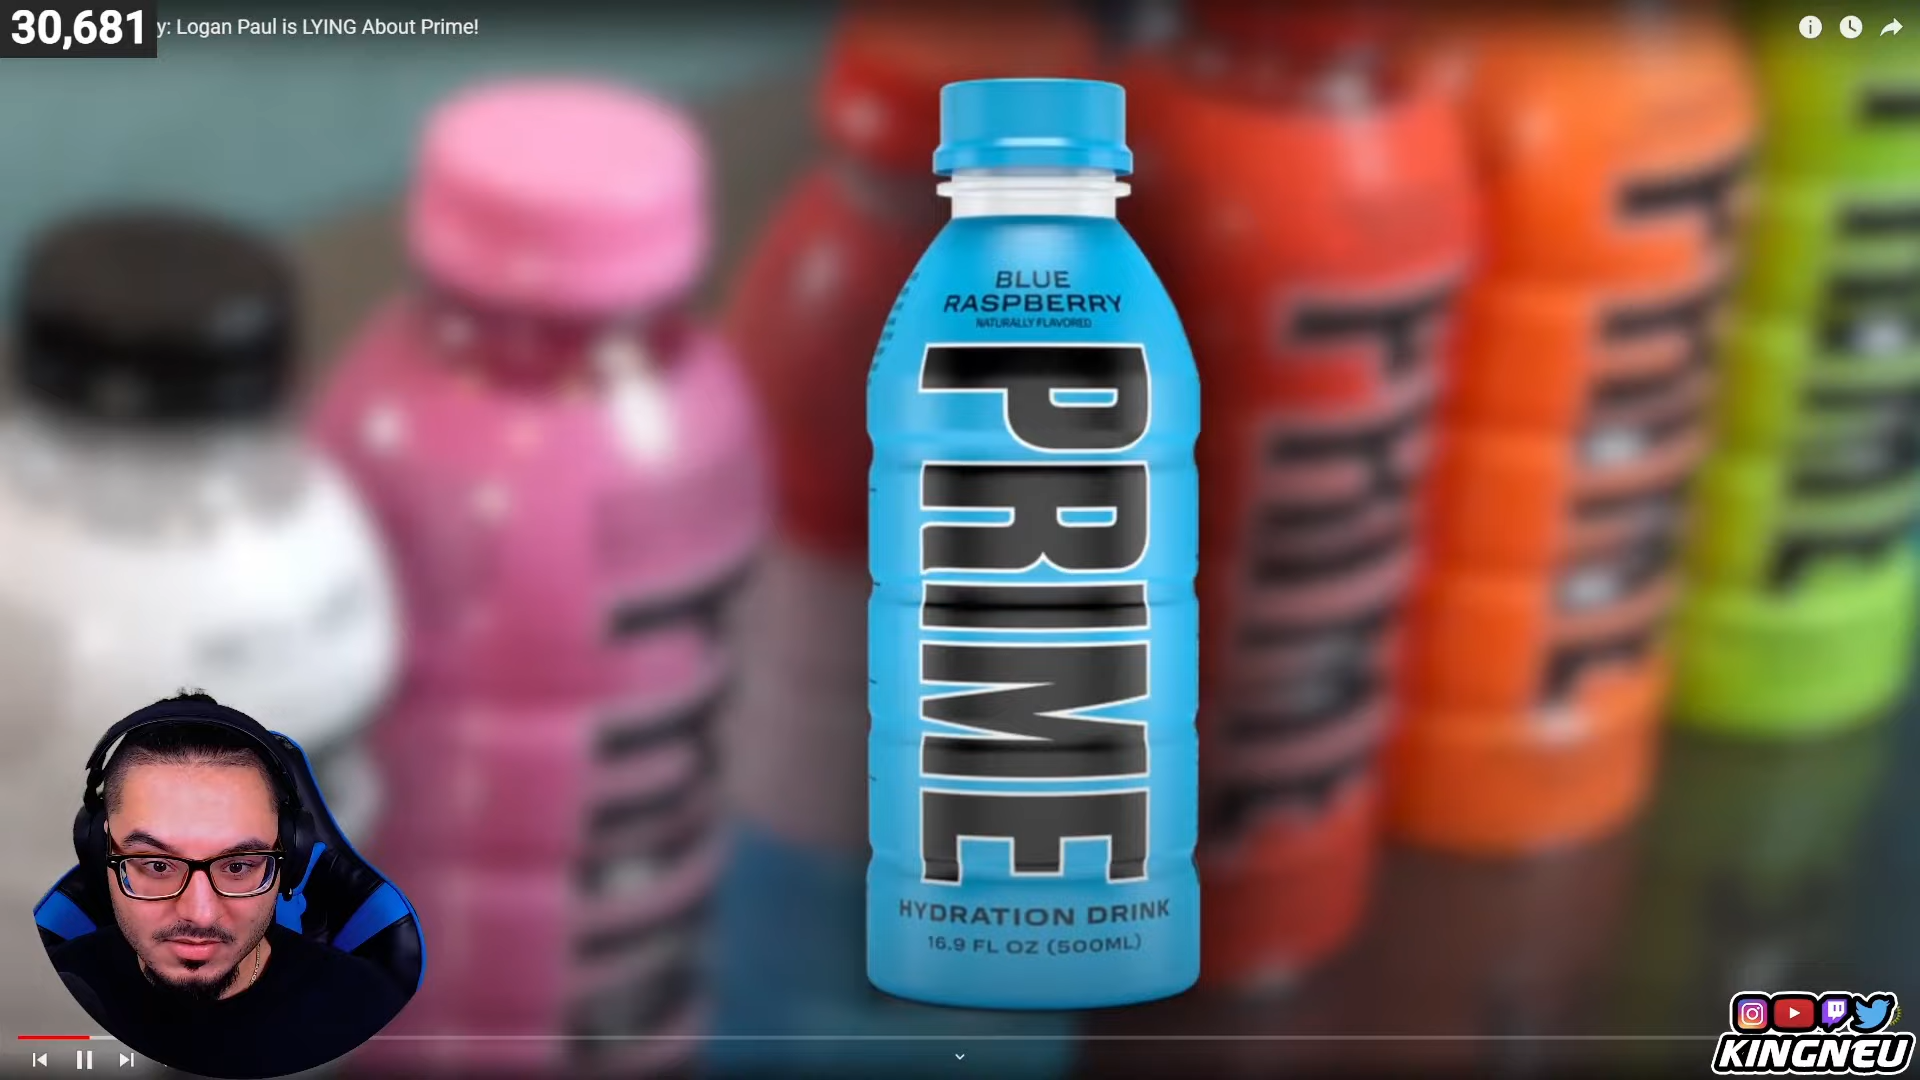 30,681
y: Logan Paul is LYING About Prime!
BLUE
RASPBERRY
NATURALLY FLAVORED
PRIME
HYDRATION DRINK
16.9 FL OZ (500ML)
KINGNEU